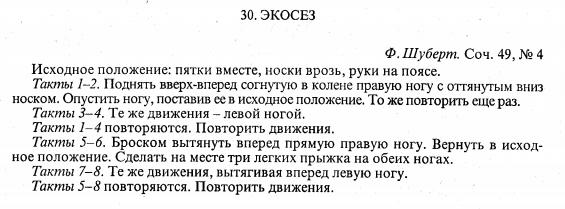 30. ЭКОСЕЗ
Ф. Шуберт. Соч. 49, № 4
Исходное положение: пятки вместе, носки врозь, руки на поясе.
Такты 1–2. Поднять вверх-вперед согнутую в колене правую ногу с оттянутым вниз
носком. Опустить ногу, поставив ее в исходное положение. То же повторить еще раз.
Такты 3–4. Те же движения – левой ногой.
Такты 1–4 повторяются. Повторить движения.
Такты 5–6. Броском вытянуть вперед прямую правую ногу. Вернуть в исход-
ное положение. Сделать на месте три легких прыжка на обеих ногах.
Такты 7–8. Те же движения, вытягивая вперед левую ногу.
Такты 5–8 повторяются. Повторить движения.